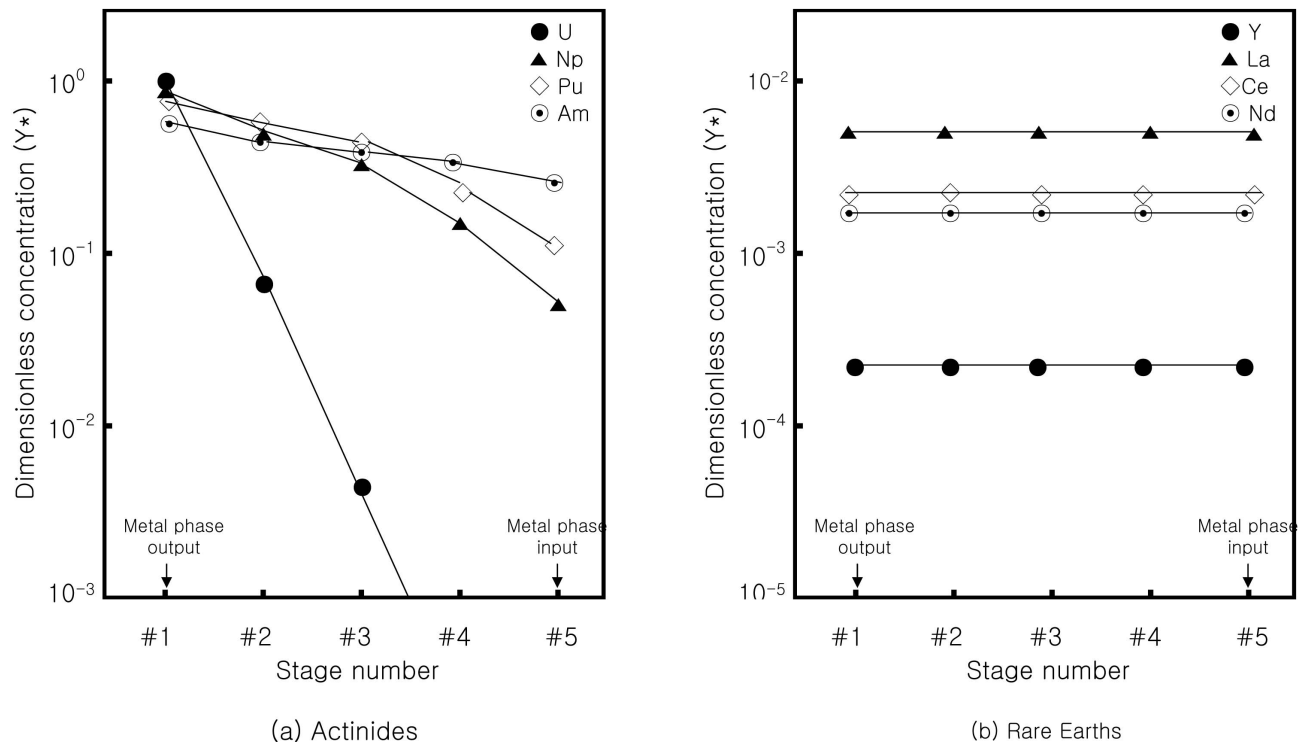 Dimensionless concentration (Y*)
10⁰
10⁻¹
10⁻²
10⁻³
U
Np
Pu
Am
Metal phase
output
Metal phase
input
#1 #2 #3 #4 #5
Stage number
(a) Actinides
Dimensionless concentration (Y*)
10⁻²
10⁻³
10⁻⁴
10⁻⁵
Y
La
Ce
Nd
Metal phase
output
Metal phase
input
#1 #2 #3 #4 #5
Stage number
(b) Rare Earths